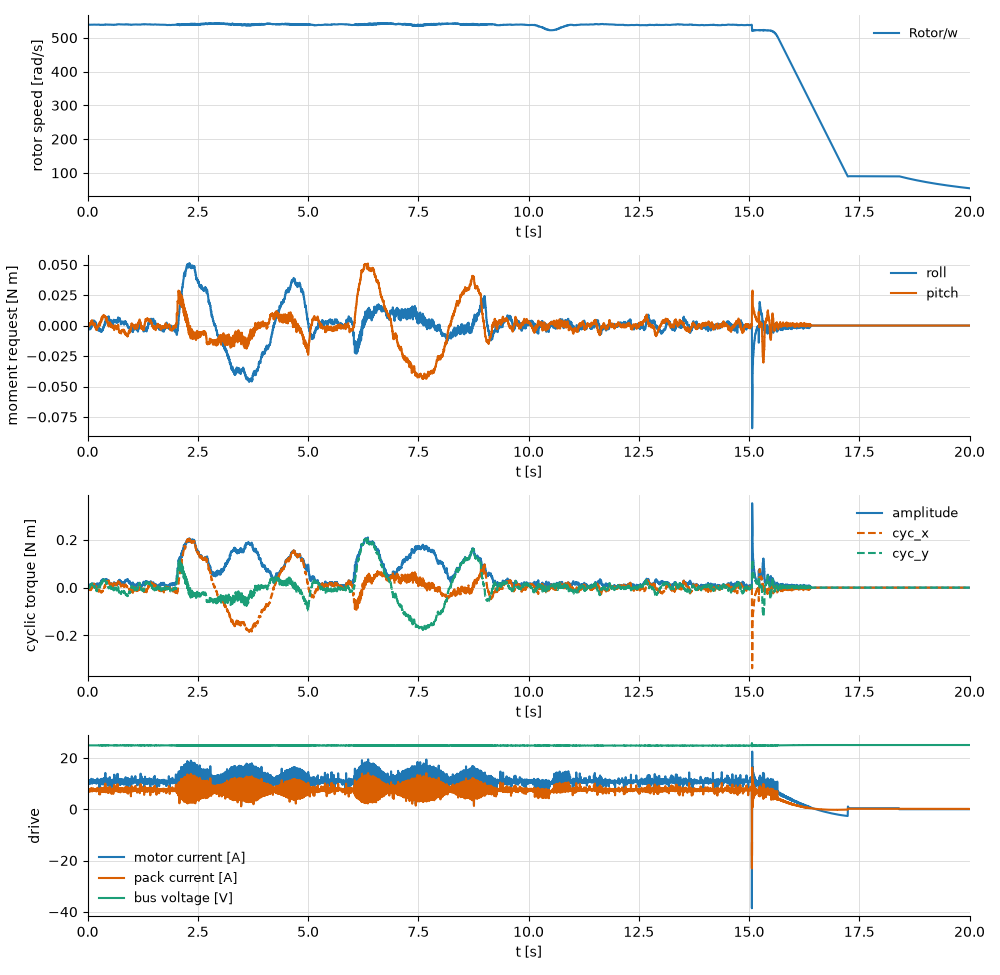 rotor speed [rad/s]
500
400
300
200
100
Rotor/w
0.0 2.5 5.0 7.5 10.0 12.5 15.0 17.5 20.0
t [s]
moment request [N m]
0.050
0.025
0.000
−0.025
−0.050
−0.075
roll
pitch
0.0 2.5 5.0 7.5 10.0 12.5 15.0 17.5 20.0
t [s]
cyclic torque [N m]
0.2
0.0
−0.2
amplitude
cyc_x
cyc_y
0.0 2.5 5.0 7.5 10.0 12.5 15.0 17.5 20.0
t [s]
drive
20
0
−20
−40
motor current [A]
pack current [A]
bus voltage [V]
0.0 2.5 5.0 7.5 10.0 12.5 15.0 17.5 20.0
t [s]